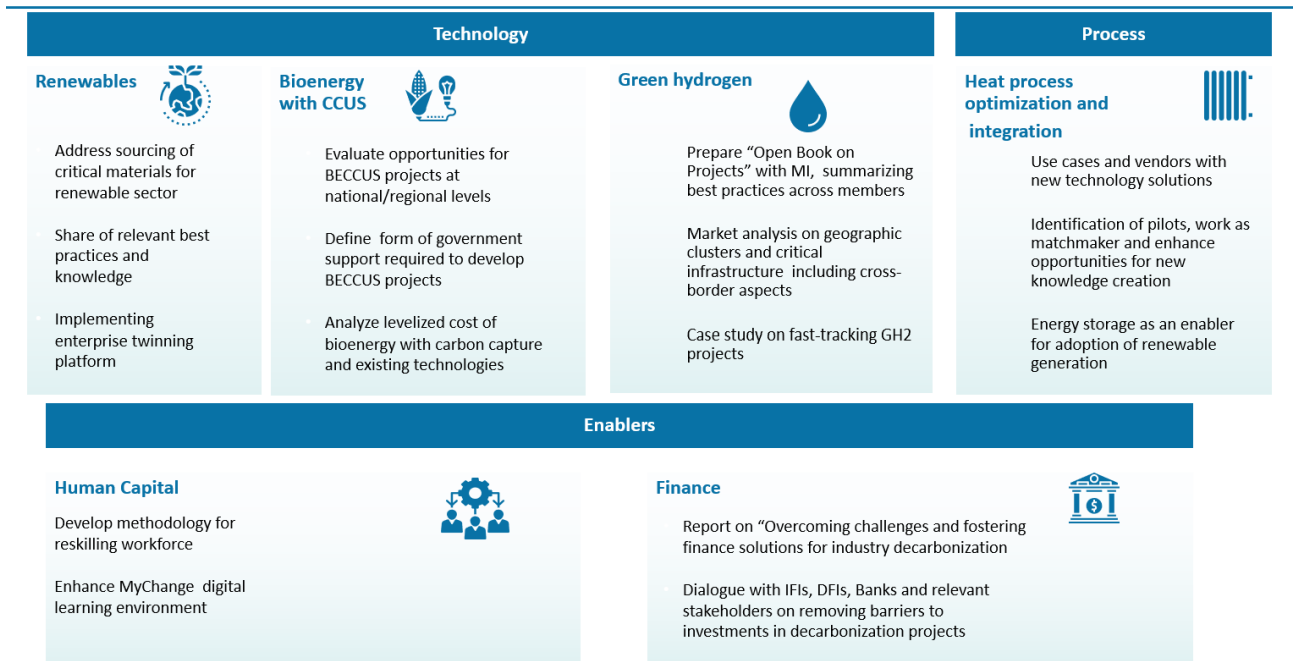 Technology
Process
Renewables
Address sourcing of
critical materials for
renewable sector
Share of relevant best
practices and
knowledge
Implementing
enterprise twinning
platform
Bioenergy
with CCUS
Evaluate opportunities for
BECCUS projects at
national/regional levels
Define form of government
support required to develop
BECCUS projects
Analyze levelized cost of
bioenergy with carbon capture
and existing technologies
Green hydrogen
Prepare “Open Book on
Projects” with MI, summarizing
best practices across members
Market analysis on geographic
clusters and critical
infrastructure including cross-
border aspects
Case study on fast-tracking GH2
projects
Heat process
optimization and
integration
Use cases and vendors with
new technology solutions
Identification of pilots, work as
matchmaker and enhance
opportunities for new
knowledge creation
Energy storage as an enabler
for adoption of renewable
generation
Enablers
Human Capital
Develop methodology for
reskilling workforce
Enhance MyChange digital
learning environment
Finance
Report on “Overcoming challenges and fostering
finance solutions for industry decarbonization
Dialogue with IFIs, DFIs, Banks and relevant
stakeholders on removing barriers to
investments in decarbonization projects